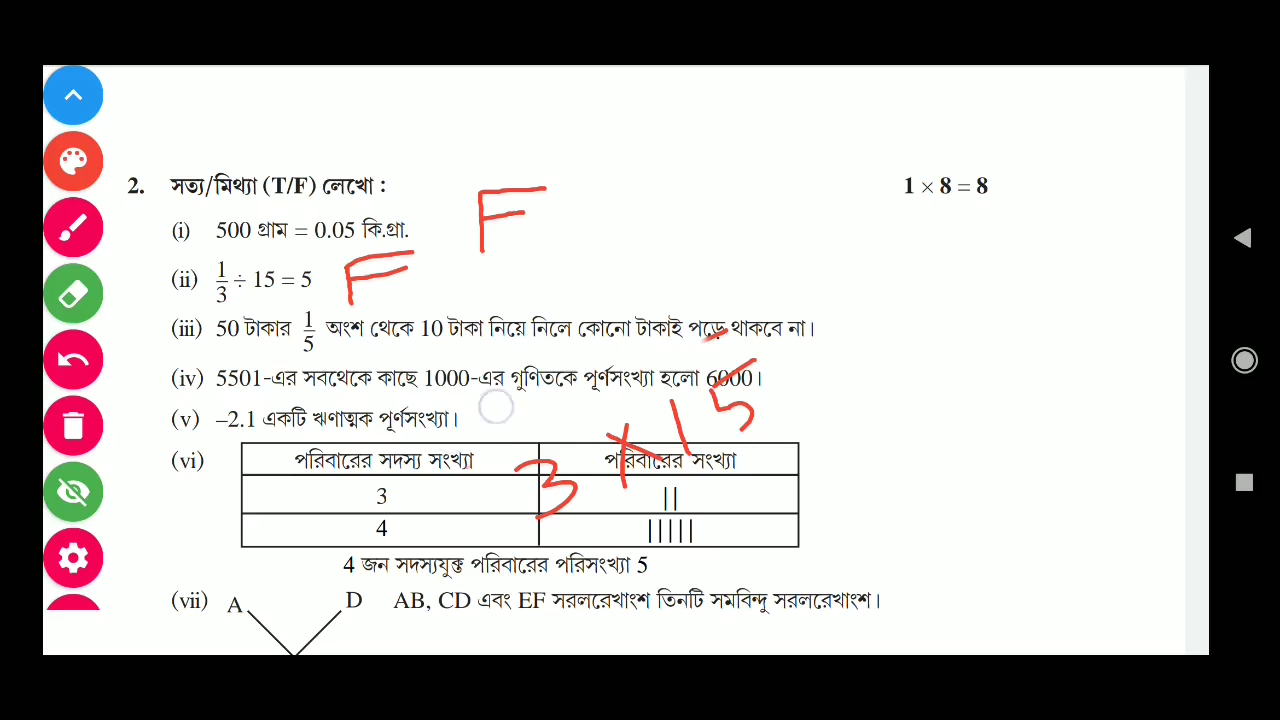 2. সত্য/মিথ্যা (T/F) লেখো : 1 × 8 = 8
(i) 500 গ্রাম = 0.05 কি.গ্রা. F
(ii) 1/3 ÷ 15 = 5 F
(iii) 50 টাকার 1/5 অংশ থেকে 10 টাকা নিয়ে নিলে কোনো টাকাই পড়ে থাকবে না।
(iv) 5501-এর সবথেকে কাছে 1000-এর গুণিতকে পূর্ণসংখ্যা হলো 6000।
(v) –2.1 একটি ঋণাত্মক পূর্ণসংখ্যা।
3 × 15
(vi) পরিবারের সদস্য সংখ্যা পরিবারের সংখ্যা
3 ||
4 |||||
4 জন সদস্যযুক্ত পরিবারের পরিসংখ্যা 5
(vii) A D AB, CD এবং EF সরলরেখাংশ তিনটি সমবিন্দু সরলরেখাংশ।